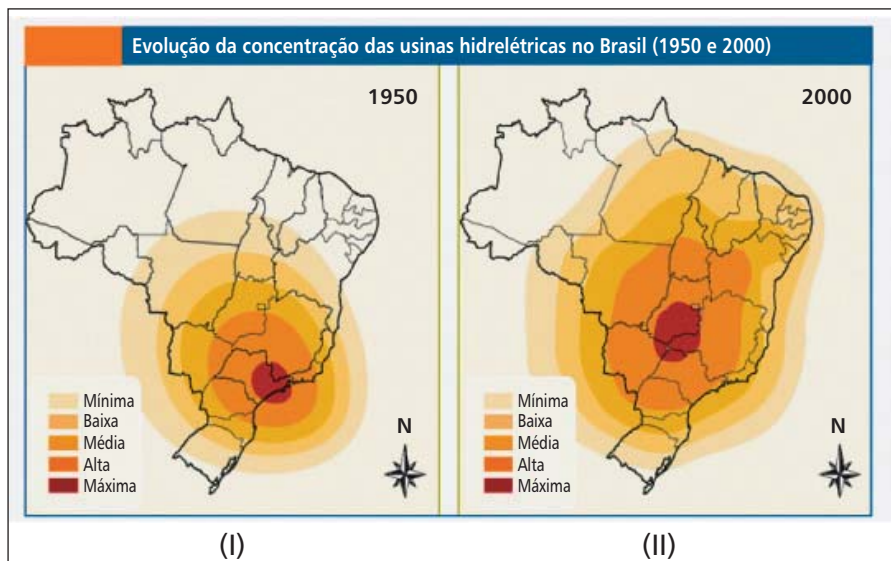 Evolução da concentração das usinas hidrelétricas no Brasil (1950 e 2000)
1950
Mínima
Baixa
Média
Alta
Máxima
N
(I)
2000
Mínima
Baixa
Média
Alta
Máxima
N
(II)